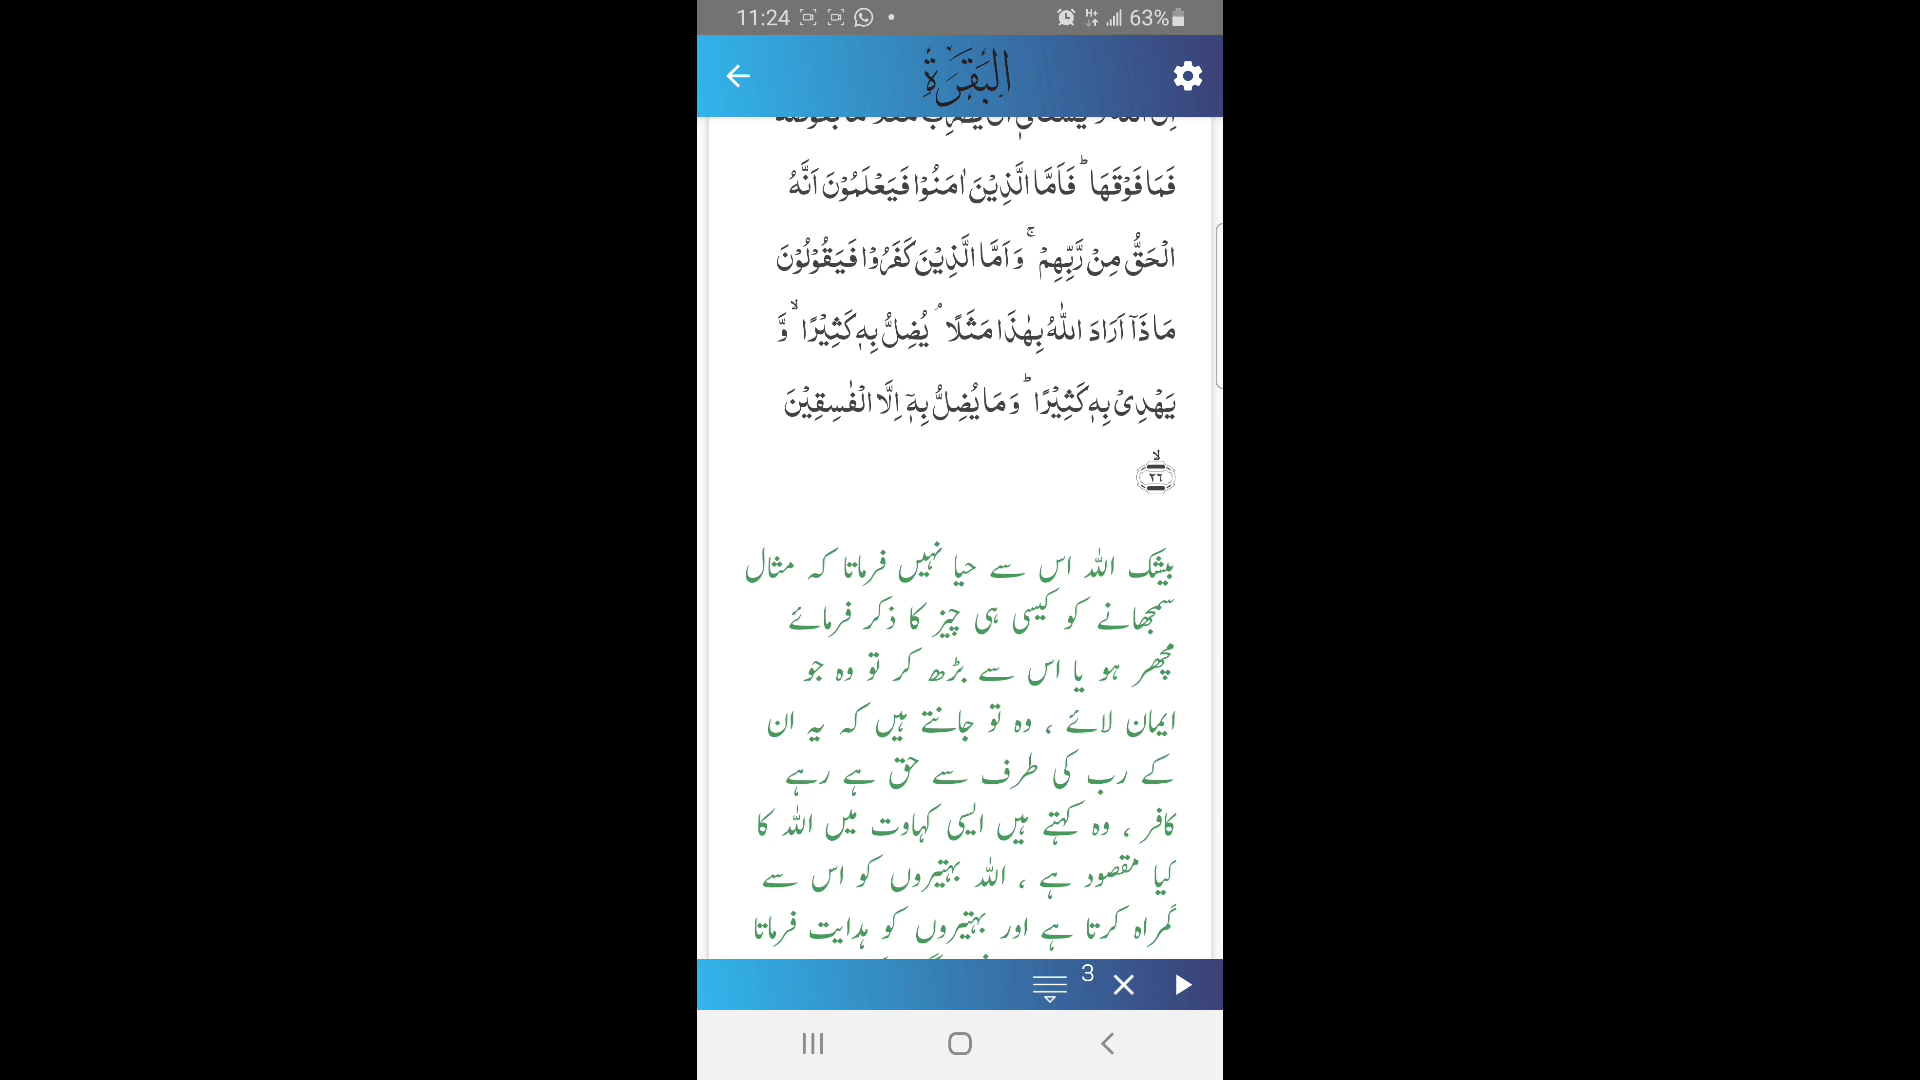 11:24
63%
اَلْبَقَرَة
فَمَا فَوْقَهَا ؕ فَاَمَّا الَّذِیْنَ اٰمَنُوْا فَیَعْلَمُوْنَ اَنَّهُ
الْحَقُّ مِنْ رَّبِّهِمْ ۚ وَ اَمَّا الَّذِیْنَ كَفَرُوْا فَیَقُوْلُوْنَ
مَا ذَاۤ اَرَادَ اللّٰهُ بِهٰذَا مَثَلًا ۘ یُضِلُّ بِهٖ كَثِیْرًا ۙ وَّ
یَهْدِیْ بِهٖ كَثِیْرًا ؕ وَ مَا یُضِلُّ بِهٖۤ اِلَّا الْفٰسِقِیْنَ
ۙ ٢٦
بیشک اللہ اس سے حیا نہیں فرماتا کہ مثال
سمجھانے کو کیسی ہی چیز کا ذکر فرمائے
مچھر ہو یا اس سے بڑھ کر تو وہ جو
ایمان لائے ، وہ تو جانتے ہیں کہ یہ ان
کے رب کی طرف سے حق ہے رہے
کافر ، وہ کہتے ہیں ایسی کہاوت میں اللہ کا
کیا مقصود ہے ، اللہ بہتیروں کو اس سے
گمراہ کرتا ہے اور بہتیروں کو ہدایت فرماتا
3